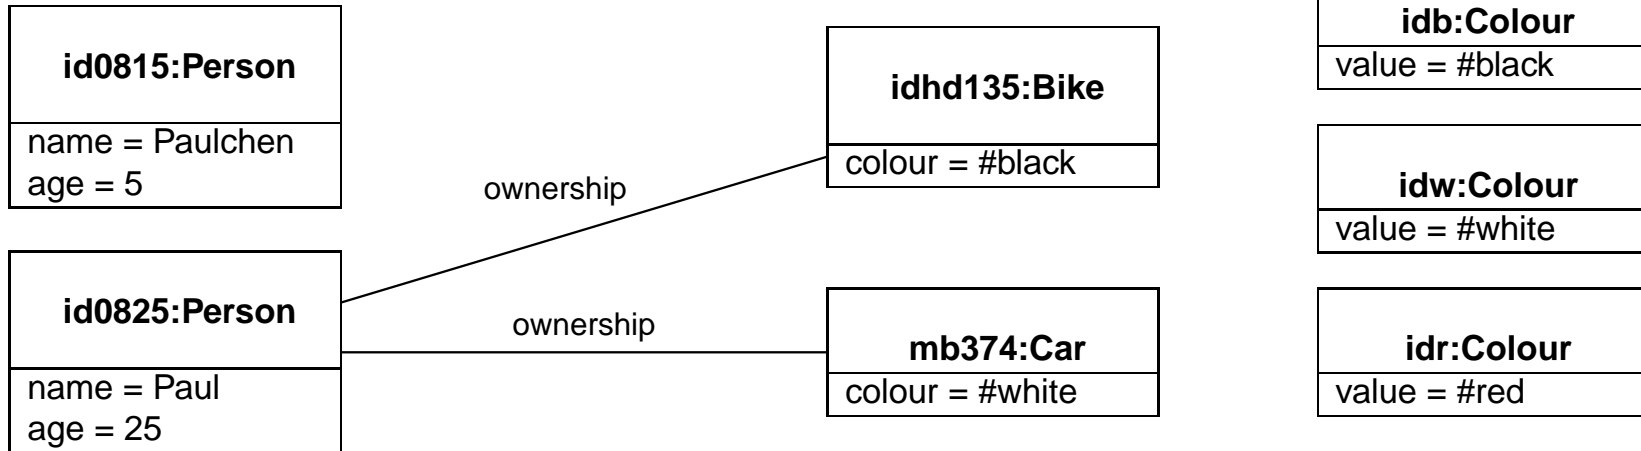 id0815:Person
name = Paulchen
age = 5
id0825:Person
name = Paul
age = 25
ownership
ownership
idhd135:Bike
colour = #black
mb374:Car
colour = #white
idb:Colour
value = #black
idw:Colour
value = #white
idr:Colour
value = #red